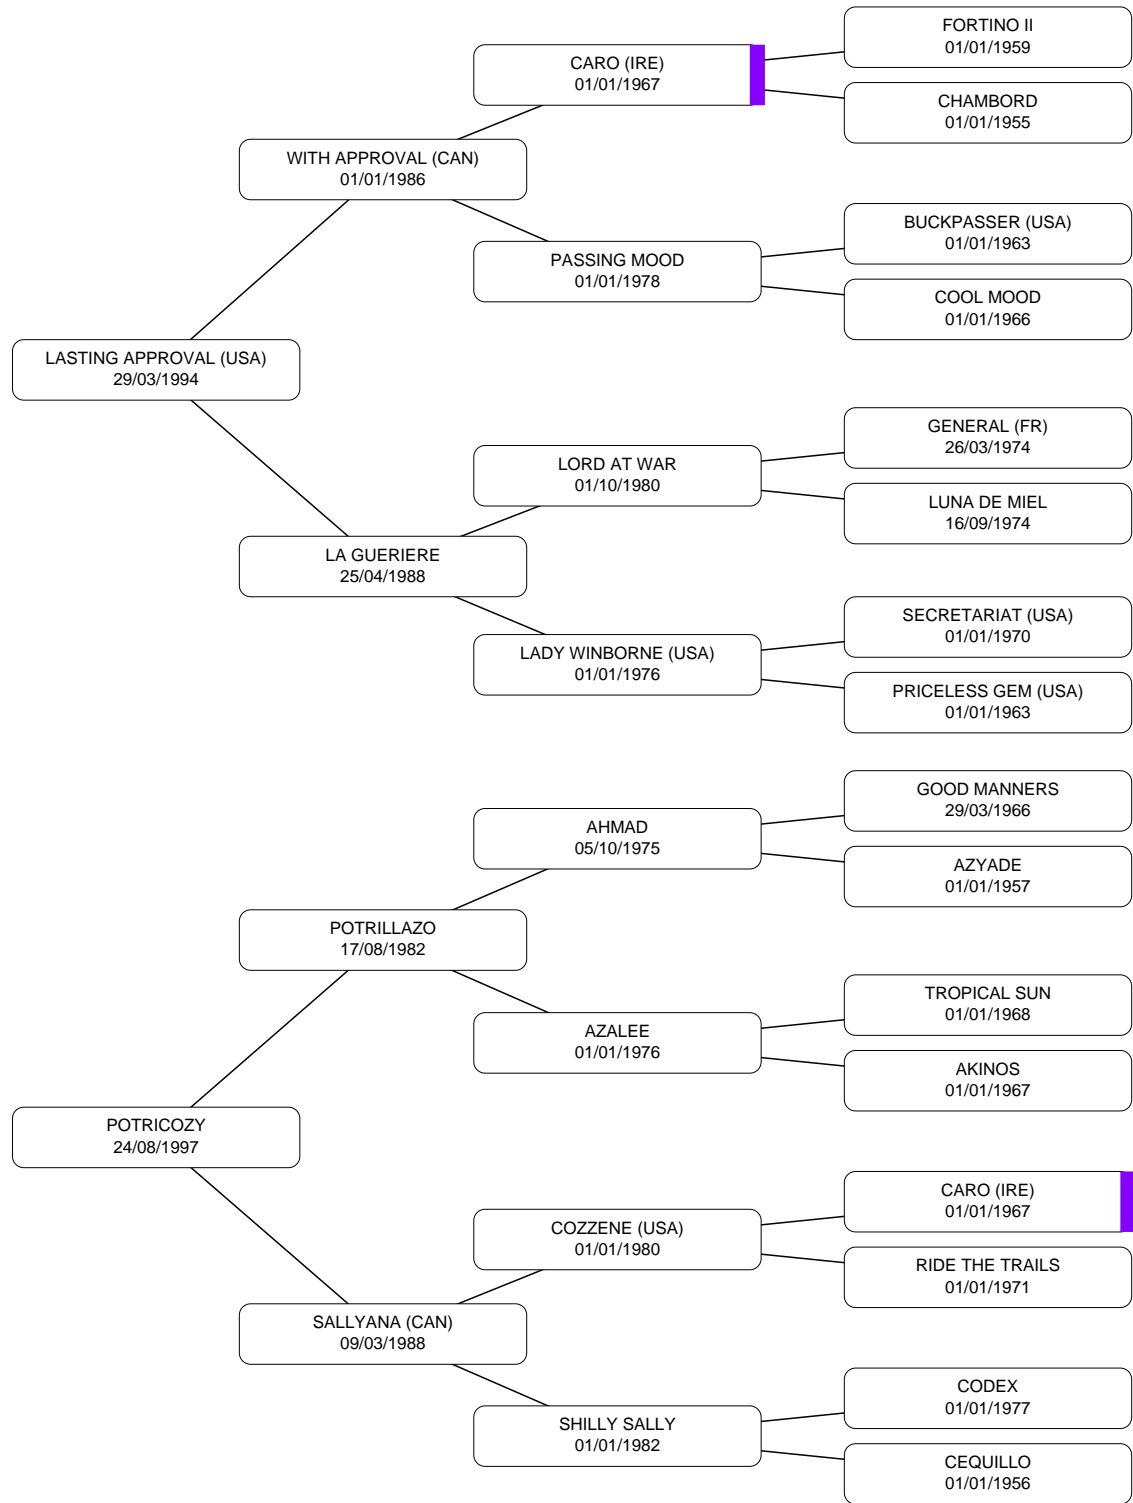 FORTINO II
01/01/1959
CARO (IRE)
01/01/1967
CHAMBORD
01/01/1955
WITH APPROVAL (CAN)
01/01/1986
BUCKPASSER (USA)
01/01/1963
PASSING MOOD
01/01/1978
COOL MOOD
01/01/1966
LASTING APPROVAL (USA)
29/03/1994
GENERAL (FR)
26/03/1974
LORD AT WAR
01/10/1980
LUNA DE MIEL
16/09/1974
LA GUERIERE
25/04/1988
SECRETARIAT (USA)
01/01/1970
LADY WINBORNE (USA)
01/01/1976
PRICELESS GEM (USA)
01/01/1963
GOOD MANNERS
29/03/1966
AHMAD
05/10/1975
AZYADE
01/01/1957
POTRILLAZO
17/08/1982
TROPICAL SUN
01/01/1968
AZALEE
01/01/1976
AKINOS
01/01/1967
POTRICOZY
24/08/1997
CARO (IRE)
01/01/1967
COZZENE (USA)
01/01/1980
RIDE THE TRAILS
01/01/1971
SALLYANA (CAN)
09/03/1988
CODEX
01/01/1977
SHILLY SALLY
01/01/1982
CEQUILLO
01/01/1956